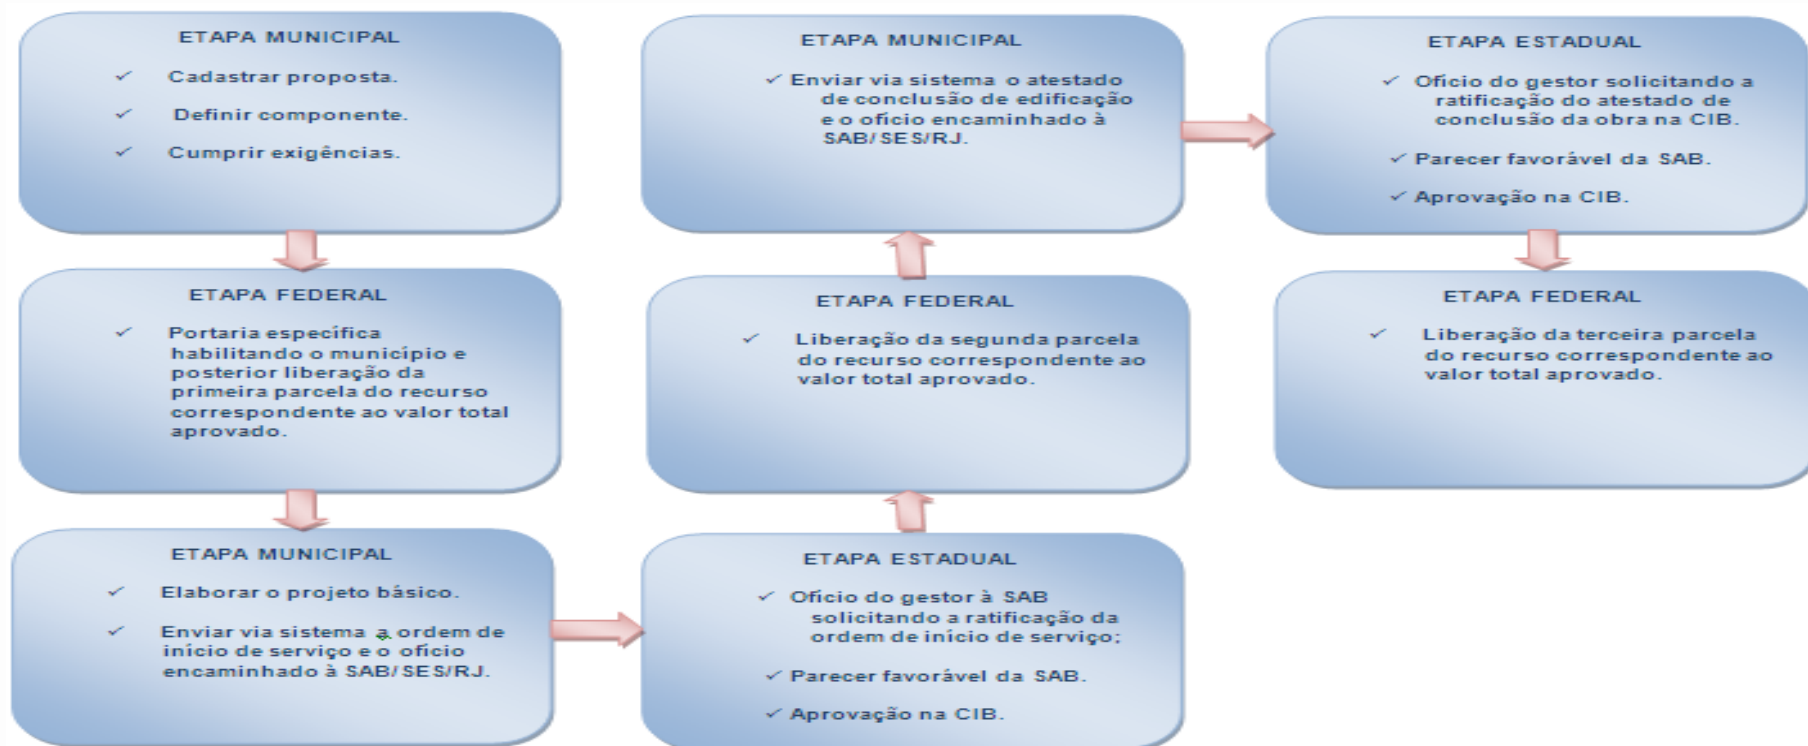 ETAPA MUNICIPAL
✓ Cadastrar proposta.
✓ Definir componente.
✓ Cumprir exigências.
ETAPA FEDERAL
✓ Portaria específica
habilitando o município e
posterior liberação da
primeira parcela do recurso
correspondente ao valor total
aprovado.
ETAPA MUNICIPAL
✓ Elaborar o projeto básico.
✓ Enviar via sistema a ordem de
início de serviço e o ofício
encaminhado à SAB/SES/RJ.
ETAPA ESTADUAL
✓ Ofício do gestor à SAB
solicitando a ratificação da
ordem de início de serviço;
✓ Parecer favorável da SAB.
✓ Aprovação na CIB.
ETAPA FEDERAL
✓ Liberação da segunda parcela
do recurso correspondente ao
valor total aprovado.
ETAPA MUNICIPAL
✓ Enviar via sistema o atestado
de conclusão de edificação
e o ofício encaminhado à
SAB/SES/RJ.
ETAPA ESTADUAL
✓ Ofício do gestor solicitando a
ratificação do atestado de
conclusão da obra na CIB.
✓ Parecer favorável da SAB.
✓ Aprovação na CIB.
ETAPA FEDERAL
✓ Liberação da terceira parcela
do recurso correspondente ao
valor total aprovado.